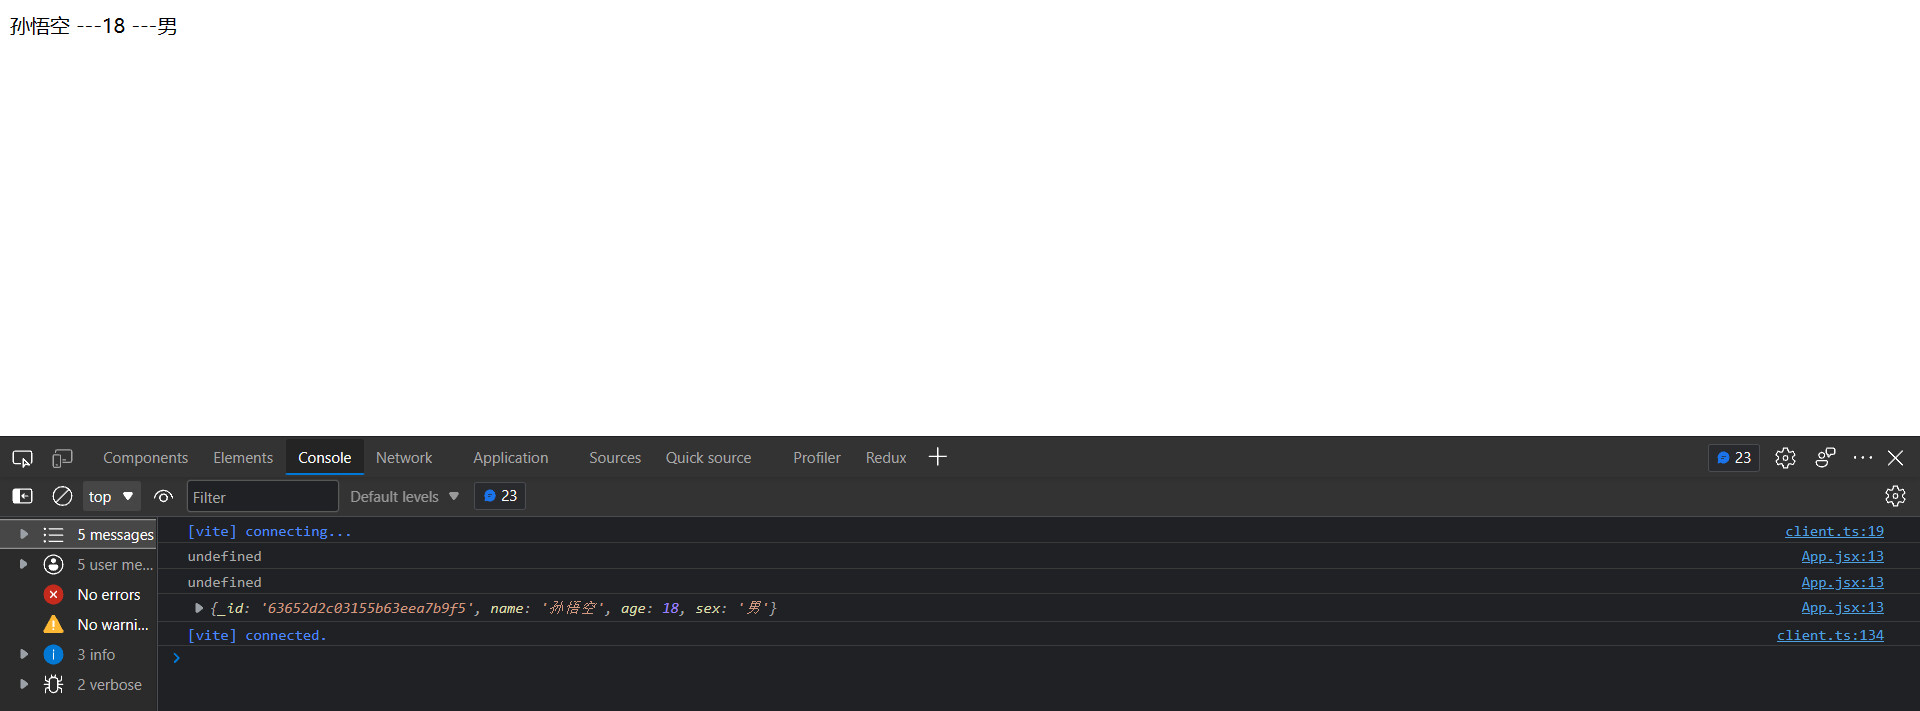 孙悟空 ---18 ---男
Components Elements Console Network Application Sources Quick source Profiler Redux 23
top Filter Default levels 23
5 messages
5 user me...
No errors
No warni...
3 info
2 verbose
[vite] connecting... client.ts:19
undefined App.jsx:13
undefined App.jsx:13
{_id: '63652d2c03155b63eea7b9f5', name: '孙悟空', age: 18, sex: '男'} App.jsx:13
[vite] connected. client.ts:134